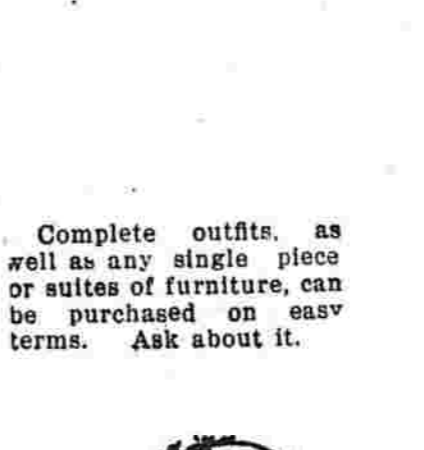 Complete outfits, as
well as any single piece
or suites of furniture, can
be purchased on easy
terms. Ask about it.